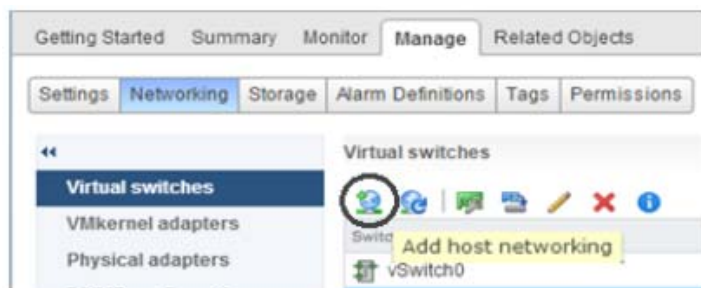 Getting Started Summary Monitor Manage Related Objects
Settings Networking Storage Alarm Definitions Tags Permissions
Virtual switches
Virtual switches
VMkernel adapters
Physical adapters
Add host networking
vSwitch0